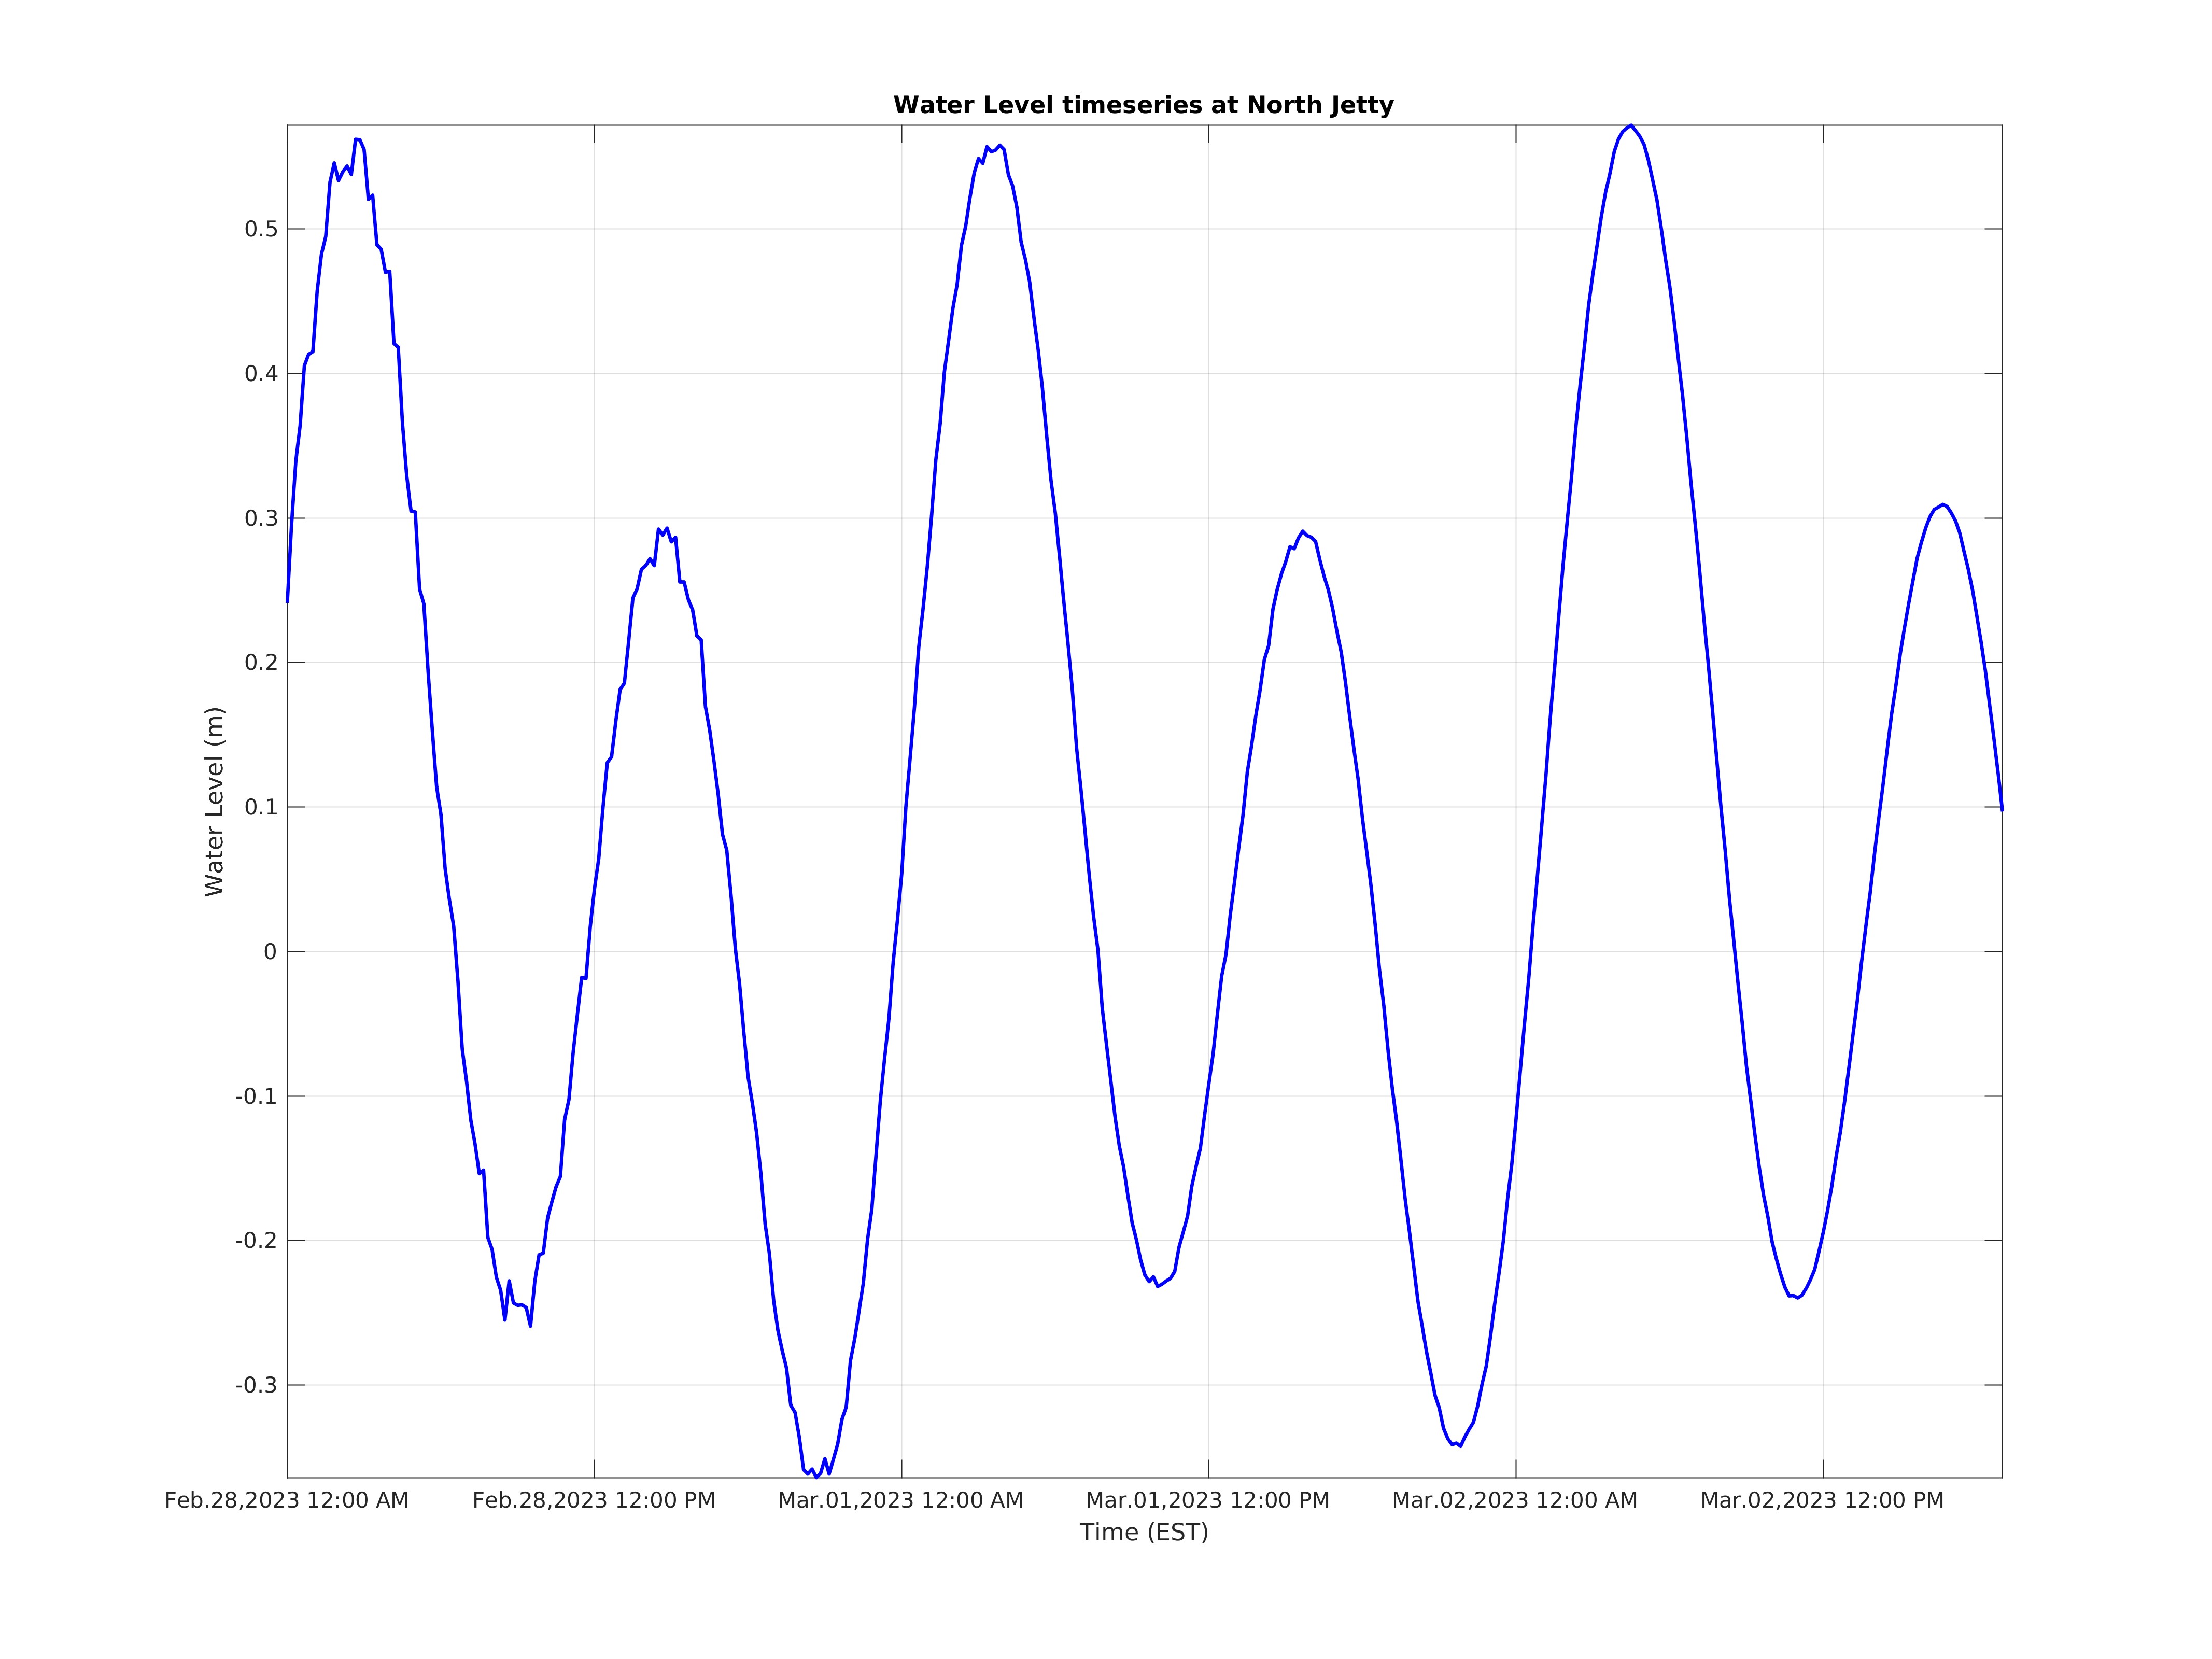 Water Level timeseries at North Jetty
Water Level (m)
0.5
0.4
0.3
0.2
0.1
0
-0.1
-0.2
-0.3
Feb.28,2023 12:00 AM
Feb.28,2023 12:00 PM
Mar.01,2023 12:00 AM
Mar.01,2023 12:00 PM
Mar.02,2023 12:00 AM
Mar.02,2023 12:00 PM
Time (EST)